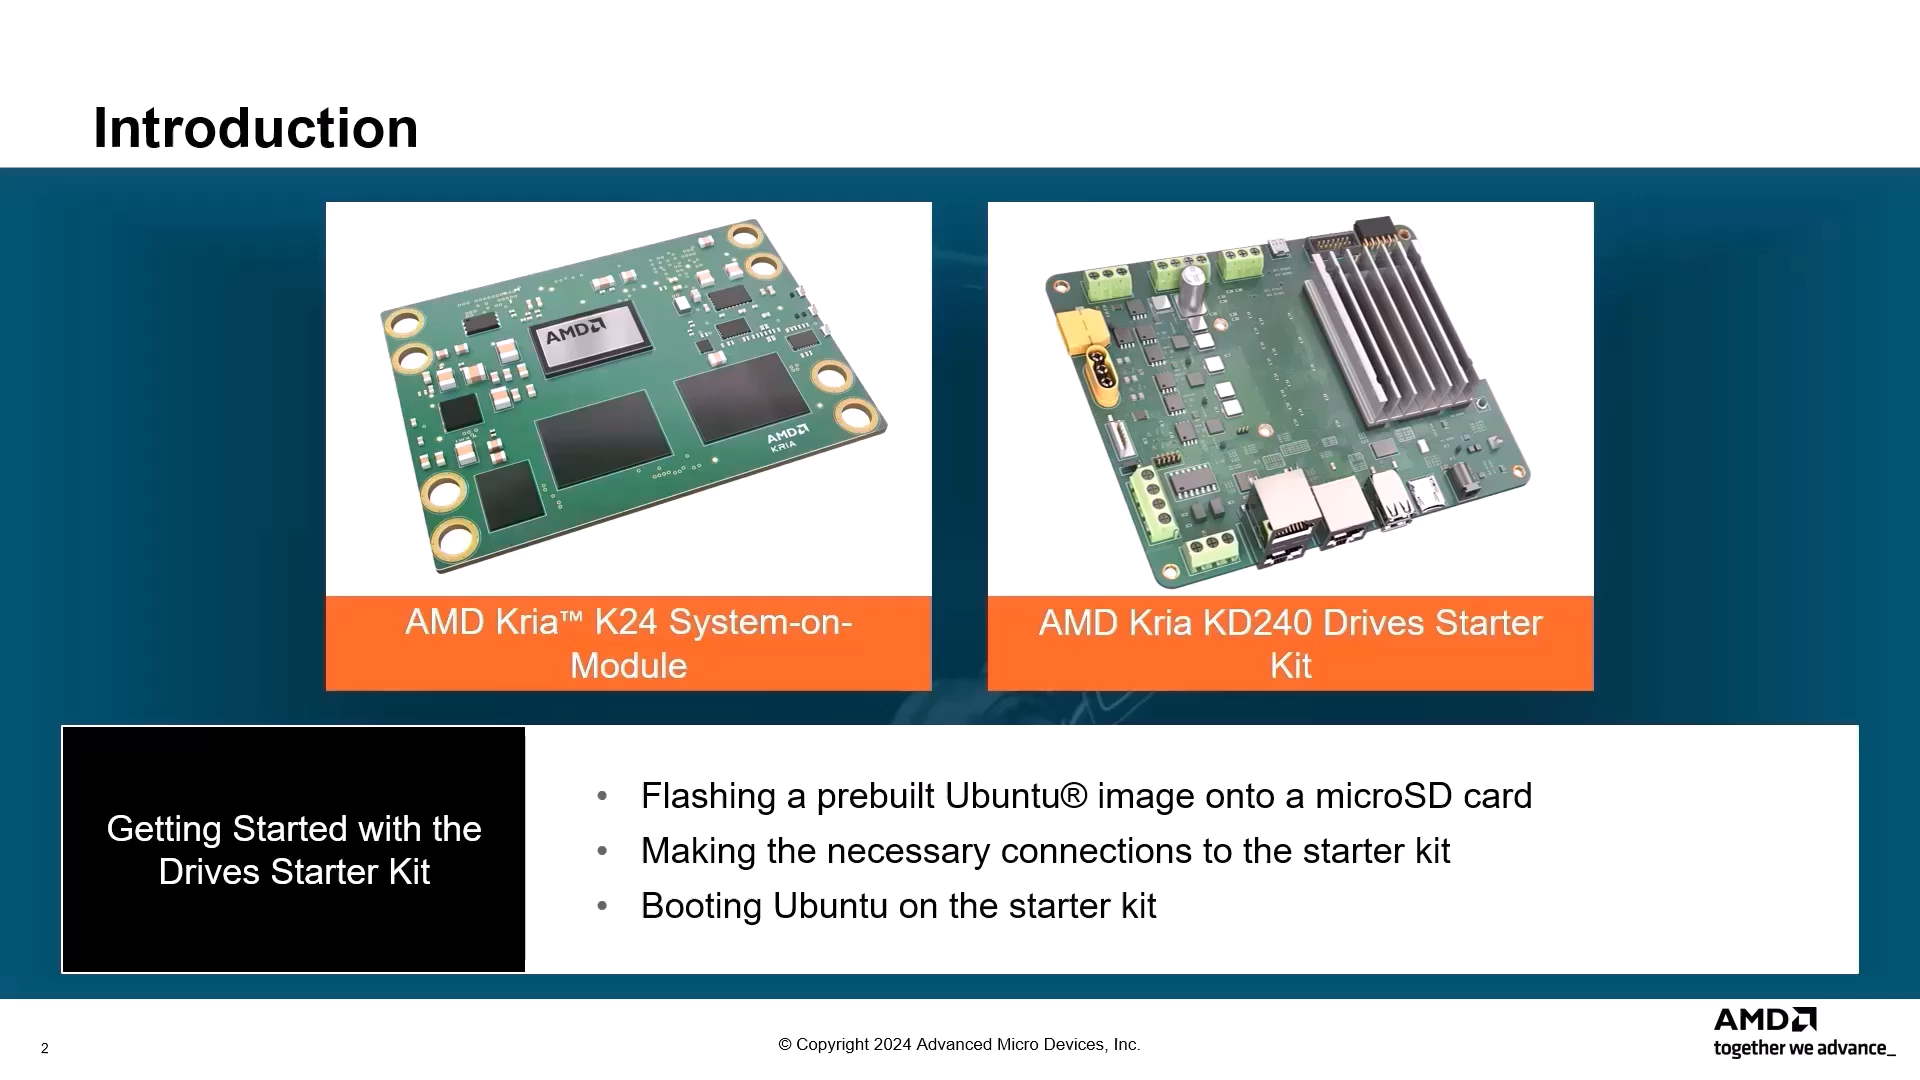 Introduction
AMD
AMD
KRIA
AMD Kria™ K24 System-on-
Module
AMD Kria KD240 Drives Starter
Kit
Getting Started with the
Drives Starter Kit
• Flashing a prebuilt Ubuntu® image onto a microSD card
• Making the necessary connections to the starter kit
• Booting Ubuntu on the starter kit
2
© Copyright 2024 Advanced Micro Devices, Inc.
AMD
together we advance_